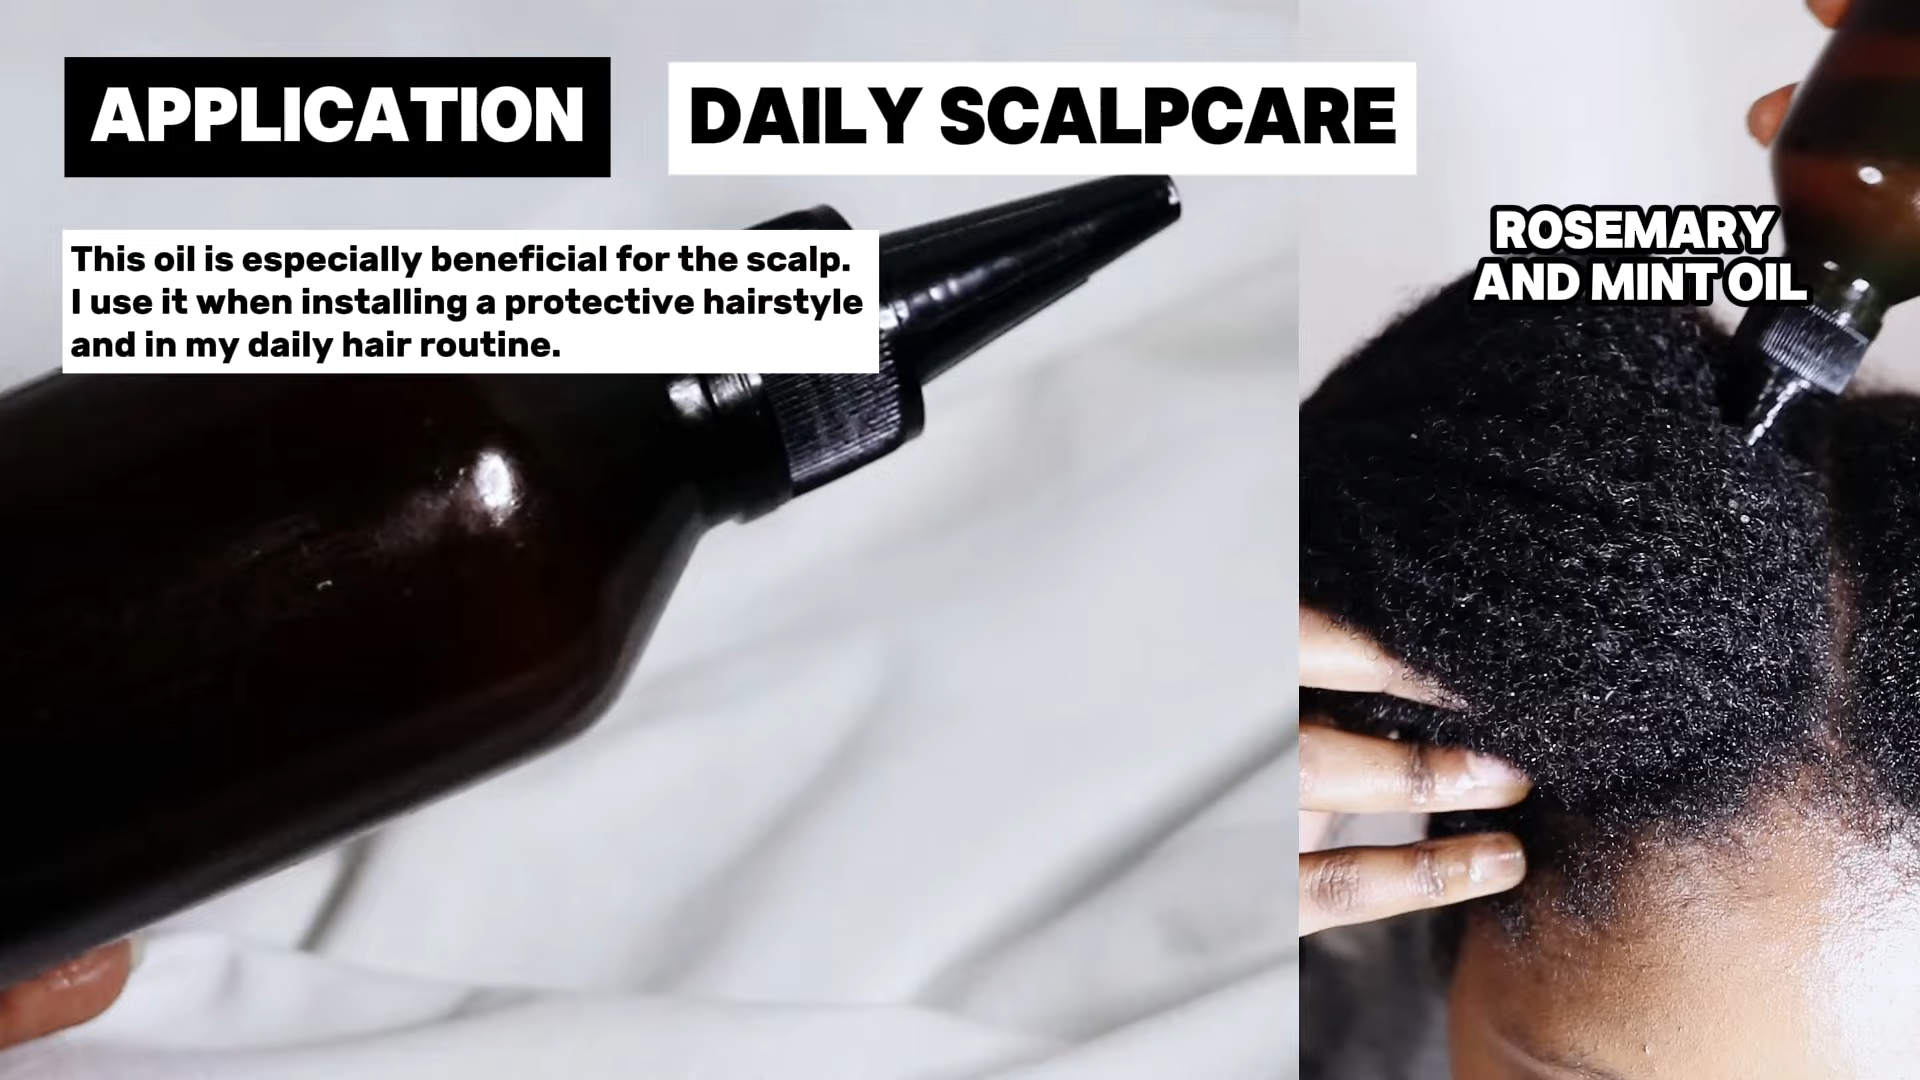 APPLICATION
DAILY SCALPCARE
This oil is especially beneficial for the scalp.
I use it when installing a protective hairstyle
and in my daily hair routine.
ROSEMARY
AND MINT OIL